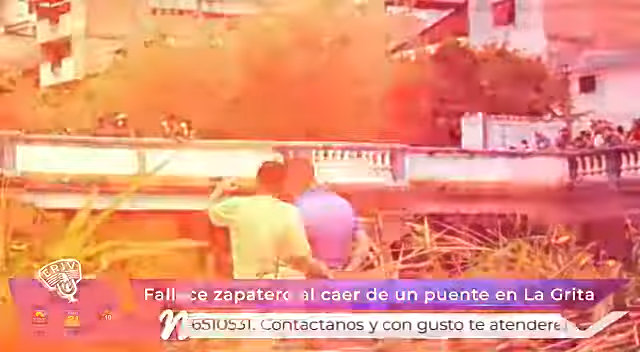 Fallece zapatero al caer de un puente en La Grita
6510531. Contactanos y con gusto te atendere